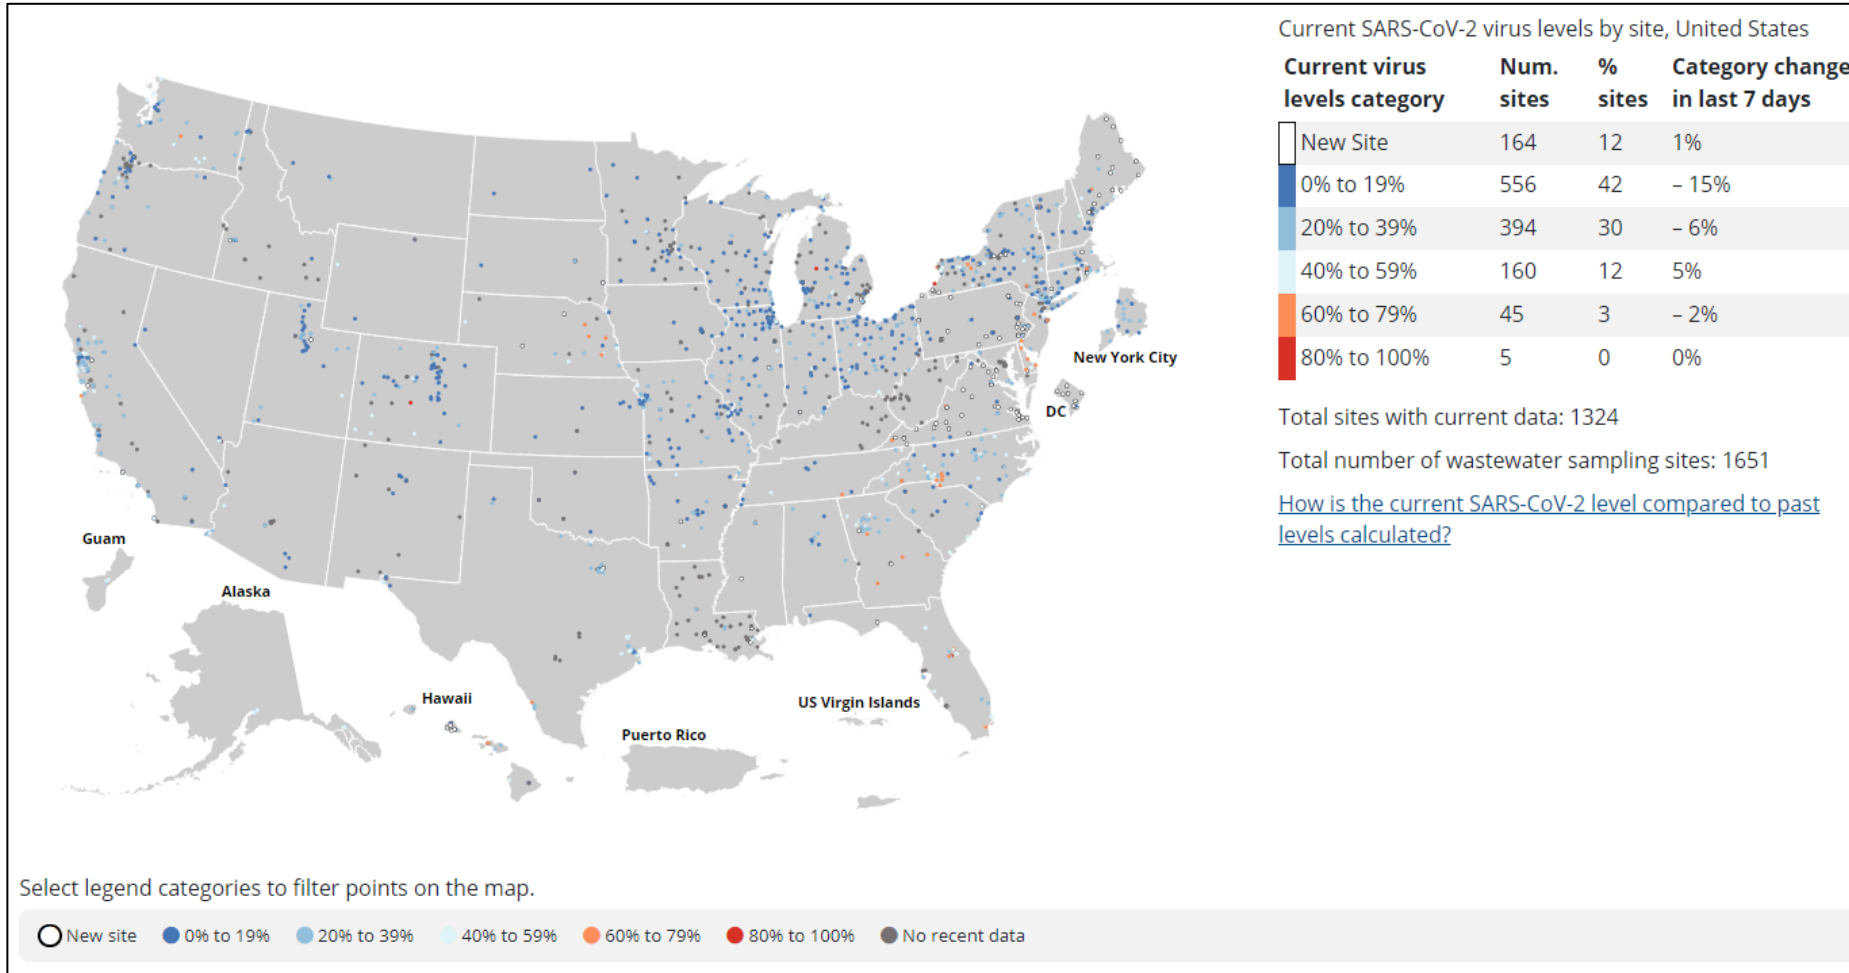 Current SARS-CoV-2 virus levels by site, United States
Current virus levels category Num. sites % sites Category change in last 7 days
New Site 164 12 1%
0% to 19% 556 42 – 15%
20% to 39% 394 30 – 6%
40% to 59% 160 12 5%
60% to 79% 45 3 – 2%
80% to 100% 5 0 0%
Total sites with current data: 1324
Total number of wastewater sampling sites: 1651
How is the current SARS-CoV-2 level compared to past
levels calculated?
New York City
DC
Guam
Alaska
Hawaii
US Virgin Islands
Puerto Rico
Select legend categories to filter points on the map.
New site 0% to 19% 20% to 39% 40% to 59% 60% to 79% 80% to 100% No recent data